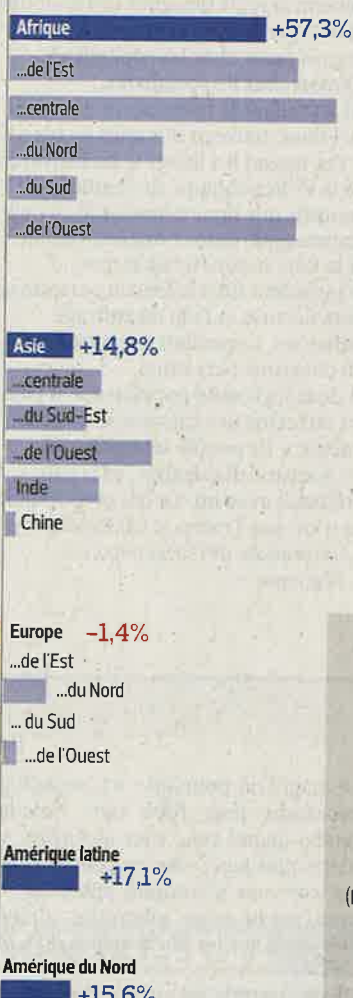 Afrique +57,3%
...de l'Est
...centrale
...du Nord
...du Sud
...de l'Ouest
Asie +14,8%
...centrale
...du Sud-Est
...de l'Ouest
Inde
Chine
Europe -1,4%
...de l'Est
...du Nord
... du Sud
...de l'Ouest
Amérique latine
+17,1%
Amérique du Nord
+15,6%